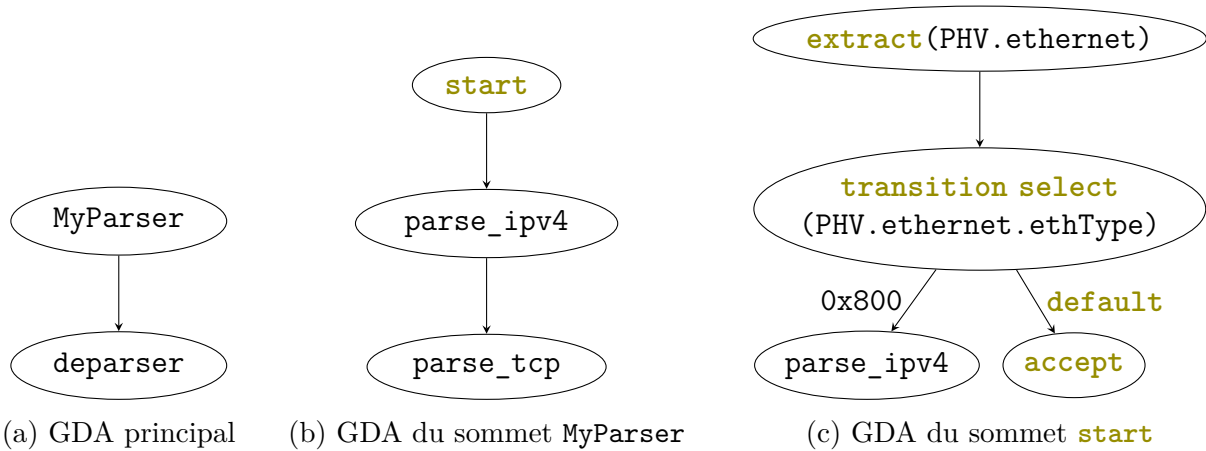 MyParser
deparser
(a) GDA principal
start
parse_ipv4
parse_tcp
(b) GDA du sommet MyParser
extract(PHV.ethernet)
transition select
(PHV.ethernet.ethType)
0x800
default
parse_ipv4
accept
(c) GDA du sommet start